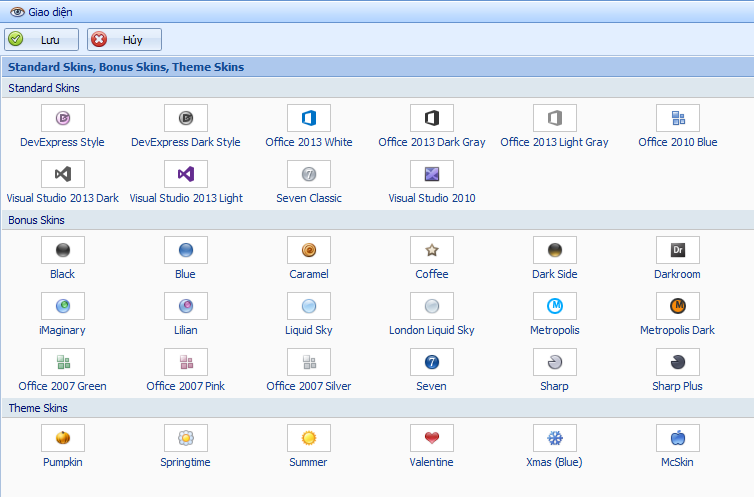 Giao diện
Lưu Hủy
Standard Skins, Bonus Skins, Theme Skins
Standard Skins
DevExpress Style DevExpress Dark Style Office 2013 White Office 2013 Dark Gray Office 2013 Light Gray Office 2010 Blue
Visual Studio 2013 Dark Visual Studio 2013 Light Seven Classic Visual Studio 2010
Bonus Skins
Black Blue Caramel Coffee Dark Side Darkroom
iMaginary Lilian Liquid Sky London Liquid Sky Metropolis Metropolis Dark
Office 2007 Green Office 2007 Pink Office 2007 Silver Seven Sharp Sharp Plus
Theme Skins
Pumpkin Springtime Summer Valentine Xmas (Blue) McSkin